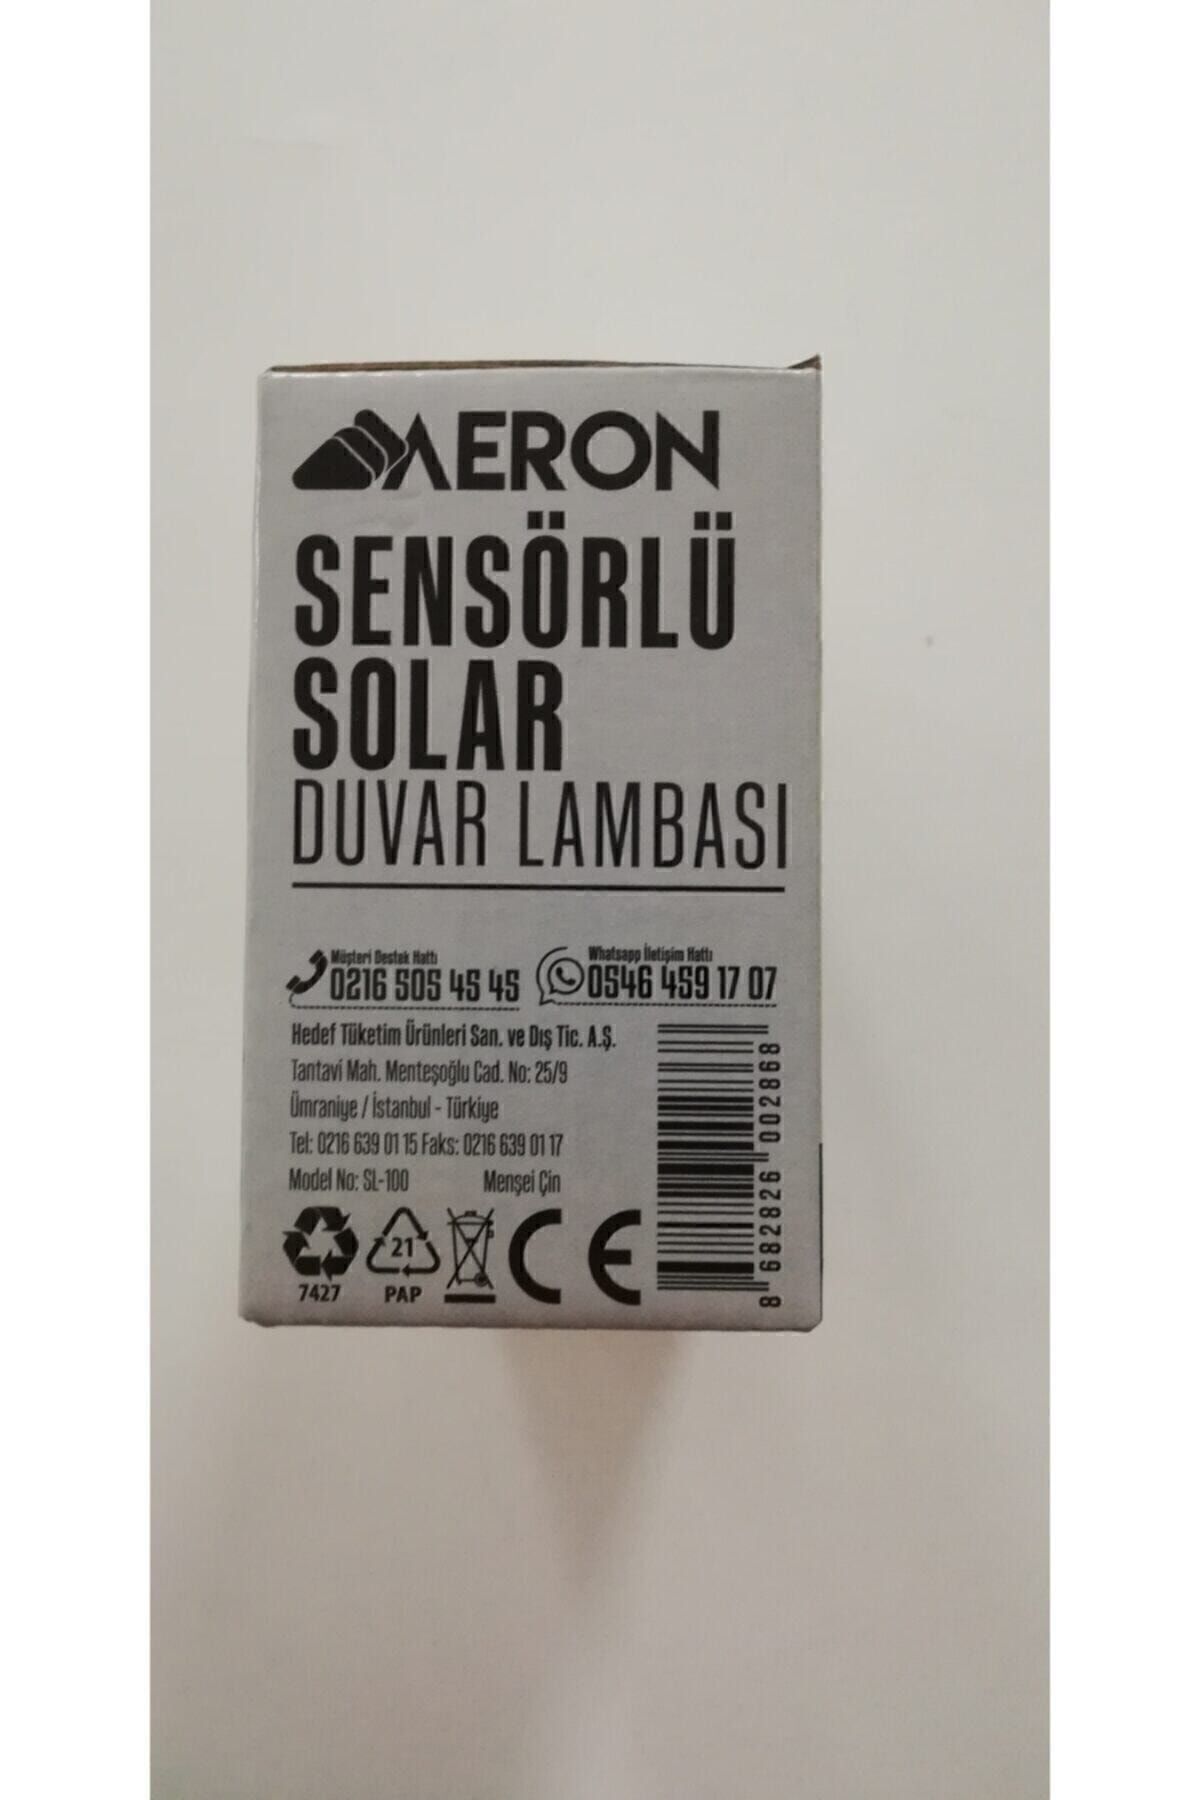 AERON
SENSÖRLÜ
SOLAR
DUVAR LAMBASI
Müşteri Destek Hattı
0216 505 45 45
Whatsapp İletişim Hattı
0546 459 17 07
Hedef Tüketim Ürünleri San. ve Dış Tic. A.Ş.
Tantavi Mah. Menteşoğlu Cad. No: 25/9
Ümraniye / İstanbul - Türkiye
Tel: 0216 639 01 15 Faks: 0216 639 01 17
Model No: SL-100 Menşei Çin
7427
21
PAP
CE
8 682826 002868